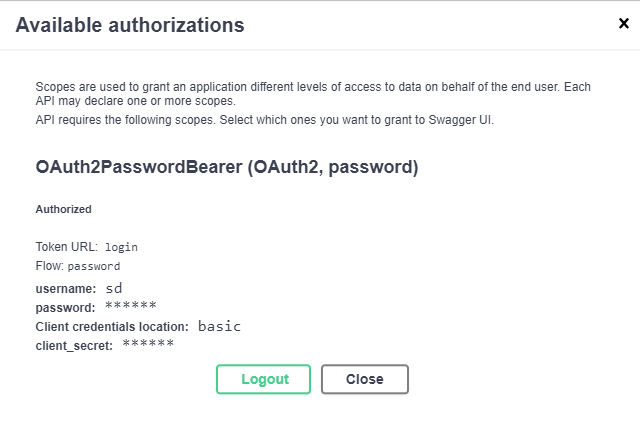 Available authorizations
×
Scopes are used to grant an application different levels of access to data on behalf of the end user. Each
API may declare one or more scopes.
API requires the following scopes. Select which ones you want to grant to Swagger UI.
OAuth2PasswordBearer (OAuth2, password)
Authorized
Token URL: login
Flow: password
username: sd
password: ******
Client credentials location: basic
client_secret: ******
Logout Close